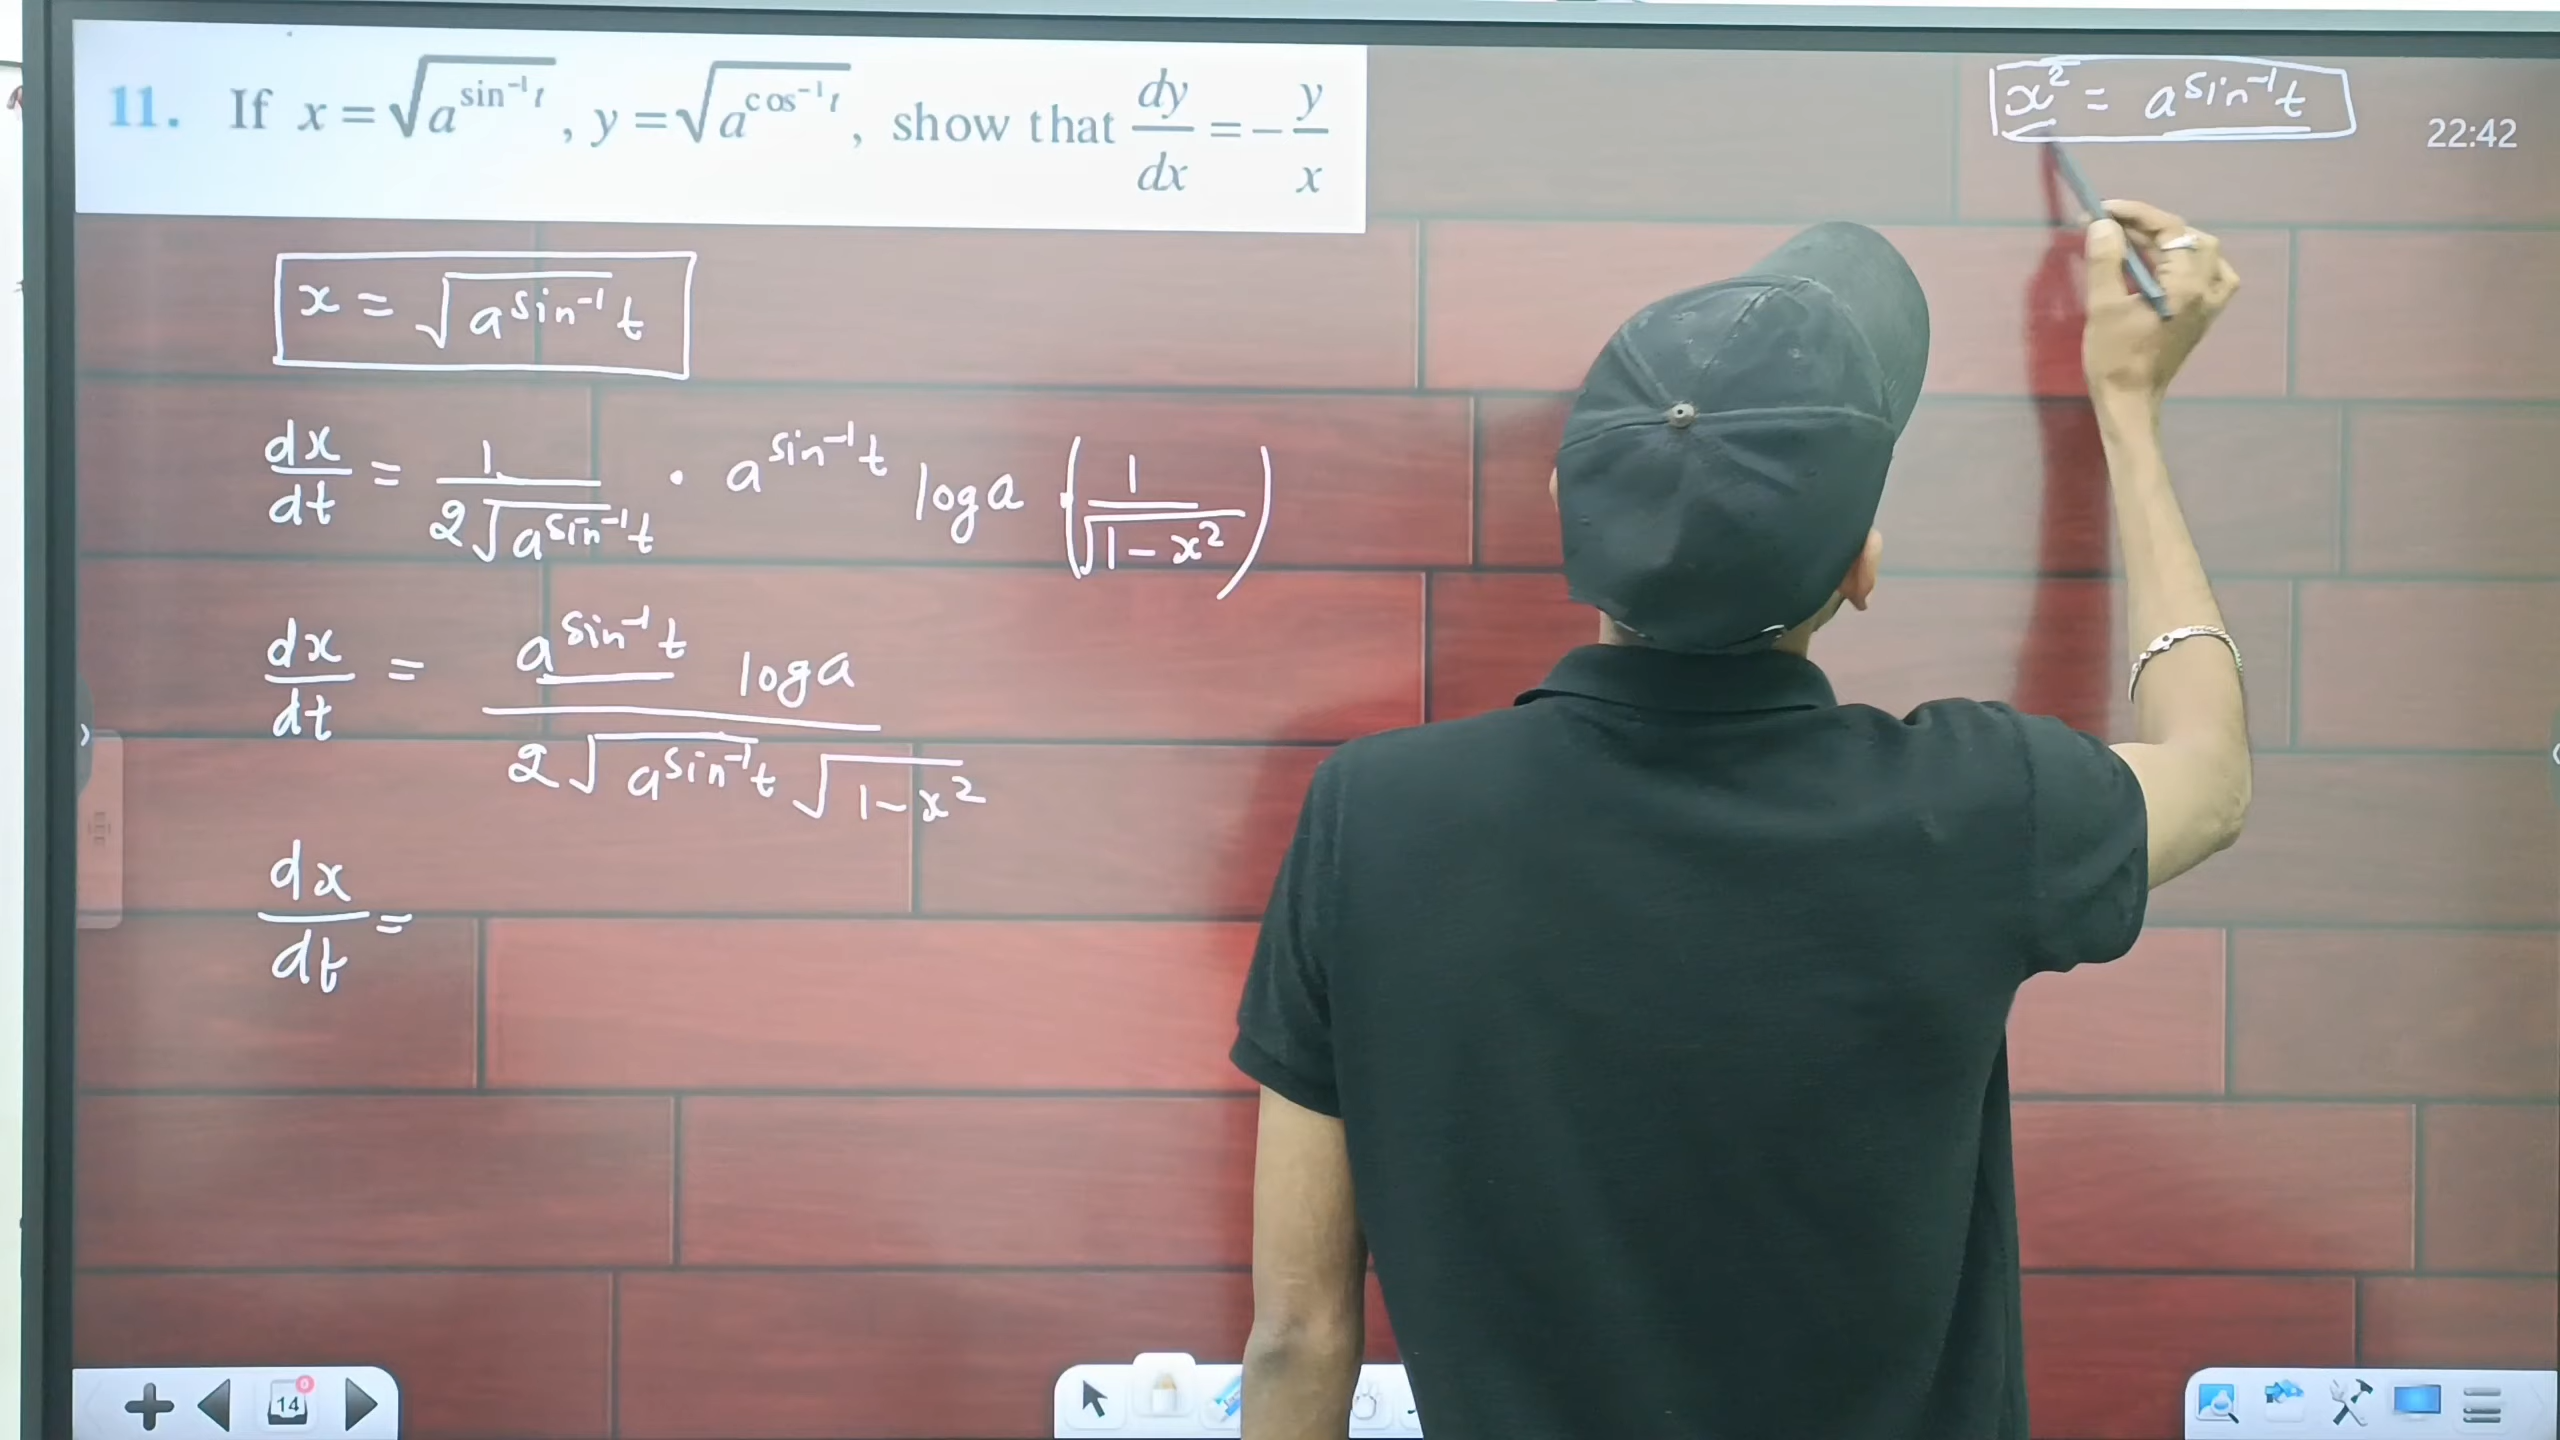 11. If x = √a^sin⁻¹t , y = √a^cos⁻¹t , show that dy/dx = − y/x
x² = a^sin⁻¹t
22:42
x = √a^sin⁻¹ t
dx/dt = 1/(2√a^sin⁻¹t) · a^sin⁻¹t log a (1/√1−x²)
dx/dt = a^sin⁻¹t log a / (2√a^sin⁻¹t √1−x²)
dx/dt =
14
0